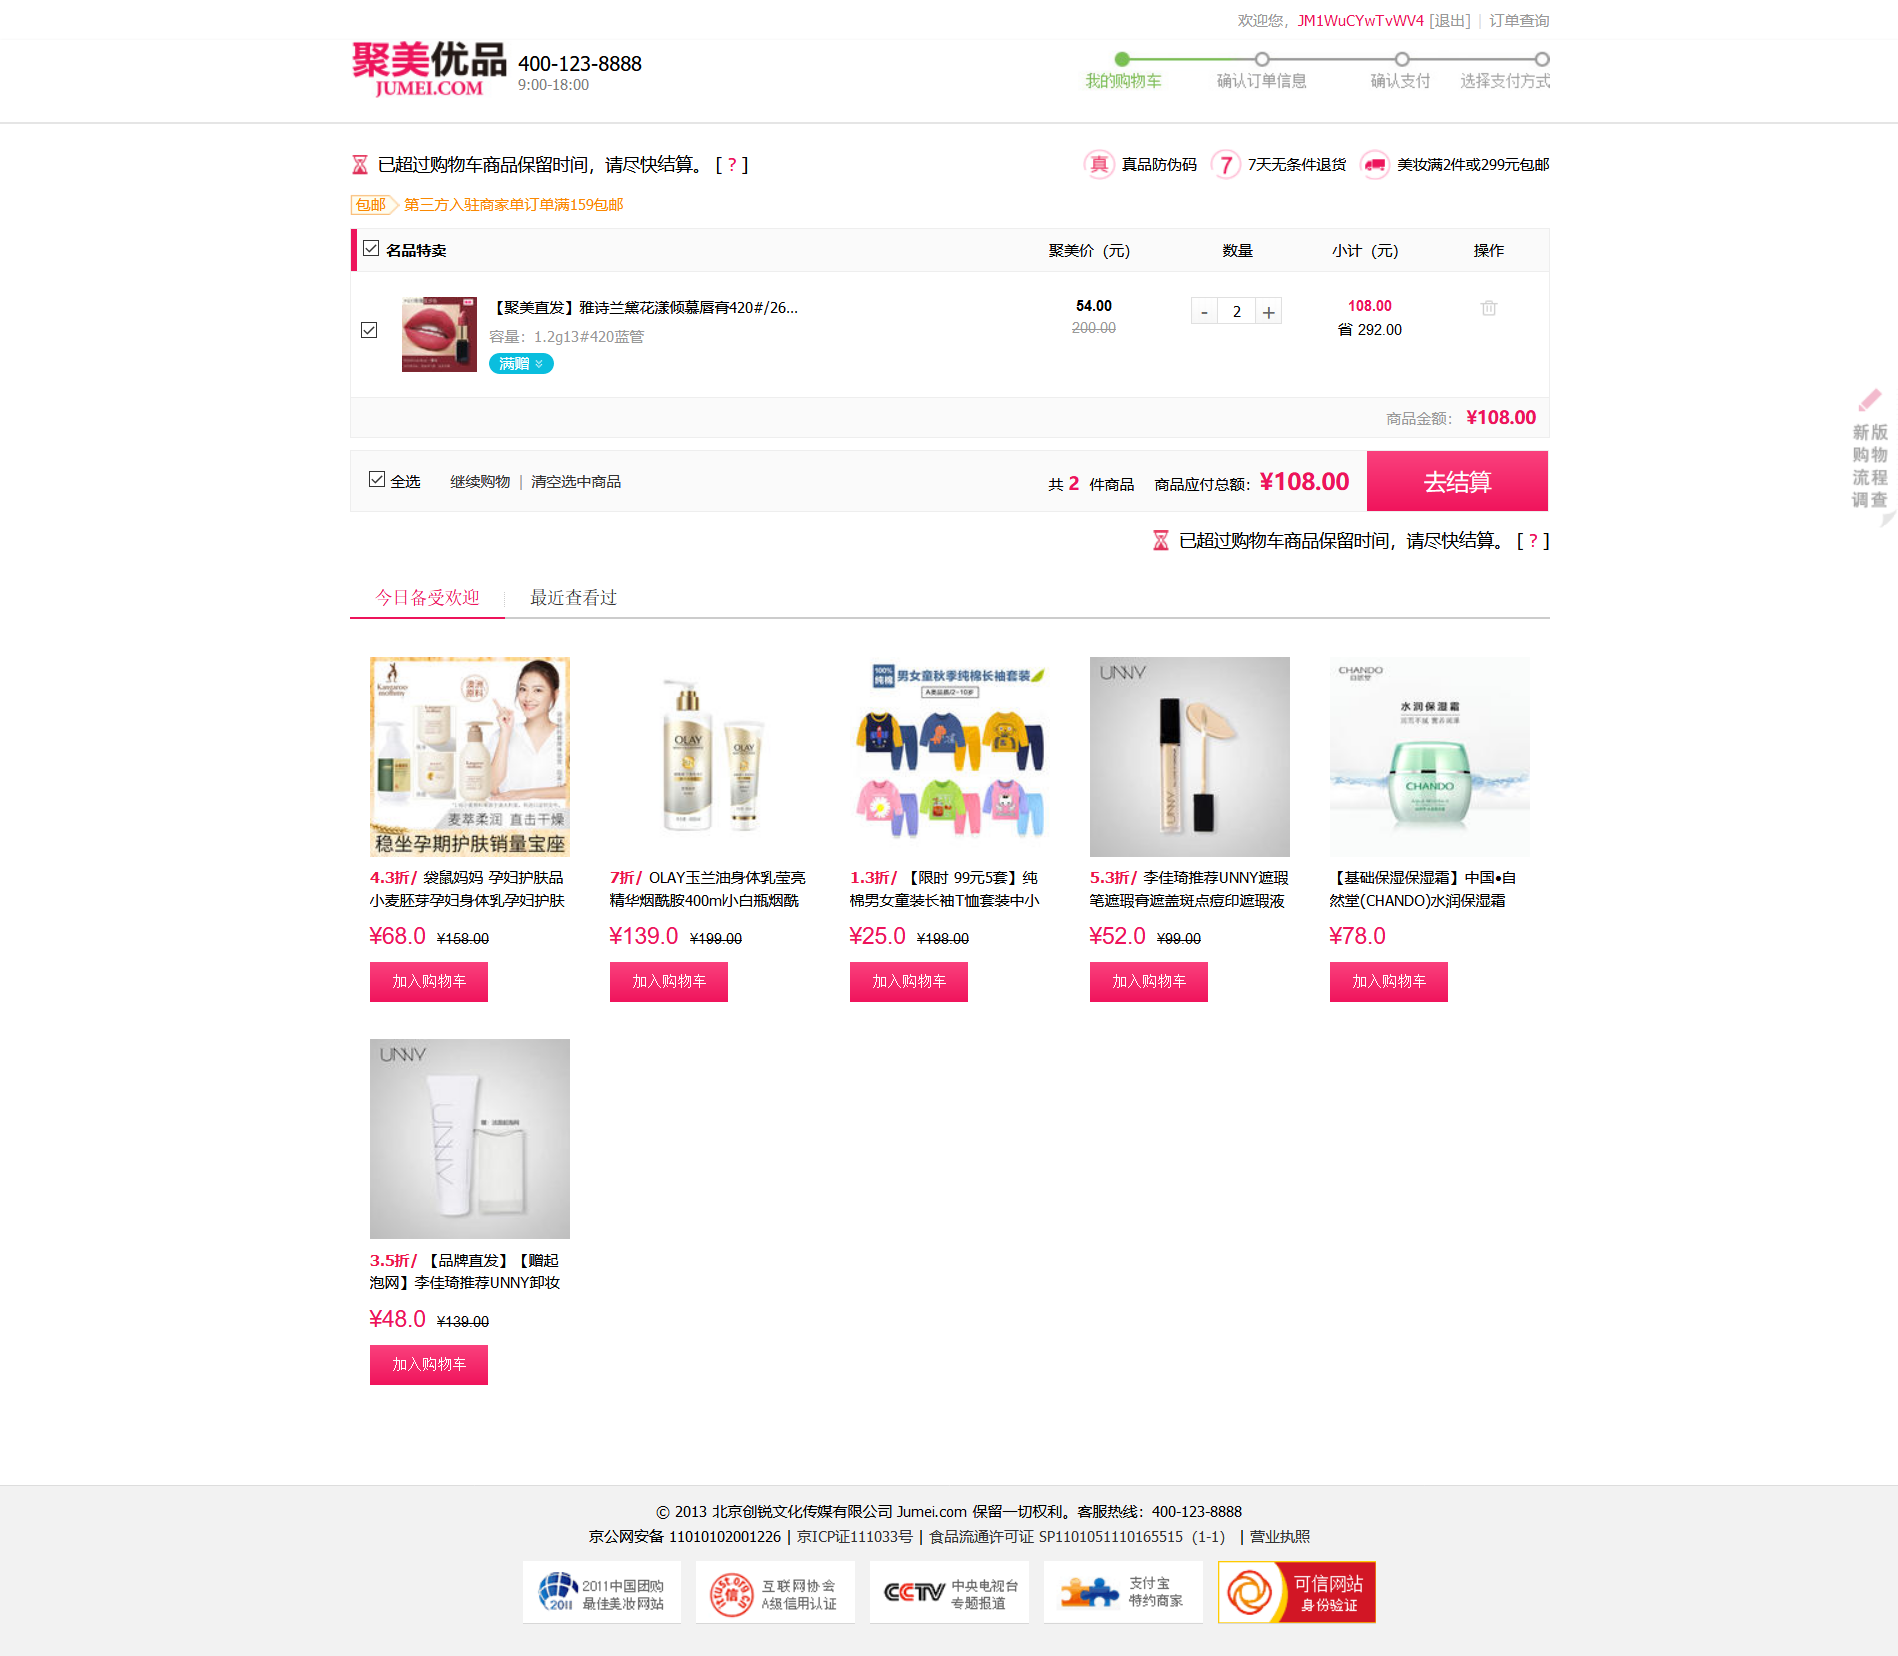 欢迎您，JM1WuCYwTvWV4 [退出] | 订单查询
聚美优品
JUMEI.COM
400-123-8888
9:00-18:00
我的购物车 确认订单信息 确认支付 选择支付方式
已超过购物车商品保留时间，请尽快结算。 [ ? ]
真 真品防伪码 7 7天无条件退货 美妆满2件或299元包邮
包邮 第三方入驻商家单订单满159包邮
名品特卖 聚美价（元） 数量 小计（元） 操作
【聚美直发】雅诗兰黛花漾倾慕唇膏420#/26... 54.00 - 2 + 108.00
200.00 省 292.00
容量：1.2g13#420蓝管
满赠
商品金额： ¥108.00
全选 继续购物 | 清空选中商品 共 2 件商品 商品应付总额：¥108.00 去结算
已超过购物车商品保留时间，请尽快结算。 [ ? ]
新版
购物
流程
调查
今日备受欢迎 最近查看过
Kangaroo
mommy
澳洲
原料
麦萃柔润 直击干燥
稳坐孕期护肤销量宝座
OLAY
OLAY
100%
纯棉
男女童秋季纯棉长袖套装
A类品质/2-10岁
UNNY
UNNY
CHANDO
自然堂
水润保湿霜
CHANDO
4.3折/ 袋鼠妈妈 孕妇护肤品
小麦胚芽孕妇身体乳孕妇护肤
¥68.0 ¥158.00
加入购物车
7折/ OLAY玉兰油身体乳莹亮
精华烟酰胺400ml小白瓶烟酰
¥139.0 ¥199.00
加入购物车
1.3折/ 【限时 99元5套】纯
棉男女童装长袖T恤套装中小
¥25.0 ¥198.00
加入购物车
5.3折/ 李佳琦推荐UNNY遮瑕
笔遮瑕膏遮盖斑点痘印遮瑕液
¥52.0 ¥99.00
加入购物车
【基础保湿保湿霜】中国•自
然堂(CHANDO)水润保湿霜
¥78.0
加入购物车
UNNY
UNNY
3.5折/ 【品牌直发】【赠起
泡网】李佳琦推荐UNNY卸妆
¥48.0 ¥139.00
加入购物车
© 2013 北京创锐文化传媒有限公司 Jumei.com 保留一切权利。客服热线：400-123-8888
京公网安备 11010102001226 | 京ICP证111033号 | 食品流通许可证 SP1101051110165515（1-1） | 营业执照
2011
2011中国团购
最佳美妆网站
信
互联网协会
A级信用认证
CCTV
中央电视台
专题报道
支付宝
特约商家
可信网站
身份验证